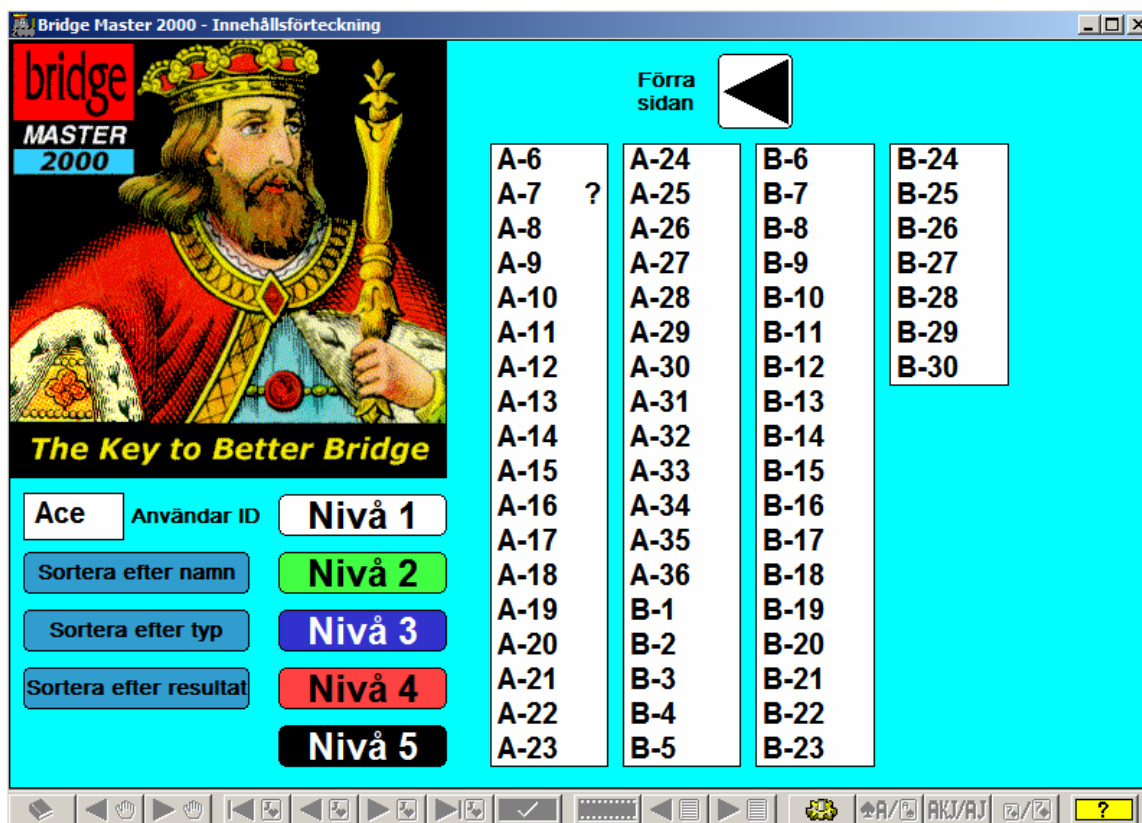 Bridge Master 2000 - Innehållsförteckning
bridge
MASTER
2000
The Key to Better Bridge
Förra
sidan
A-6
A-7 ?
A-8
A-9
A-10
A-11
A-12
A-13
A-14
A-15
A-16
A-17
A-18
A-19
A-20
A-21
A-22
A-23
A-24
A-25
A-26
A-27
A-28
A-29
A-30
A-31
A-32
A-33
A-34
A-35
A-36
B-1
B-2
B-3
B-4
B-5
B-6
B-7
B-8
B-9
B-10
B-11
B-12
B-13
B-14
B-15
B-16
B-17
B-18
B-19
B-20
B-21
B-22
B-23
B-24
B-25
B-26
B-27
B-28
B-29
B-30
Ace Användar ID
Sortera efter namn
Sortera efter typ
Sortera efter resultat
Nivå 1
Nivå 2
Nivå 3
Nivå 4
Nivå 5
AKJ/AJ
?